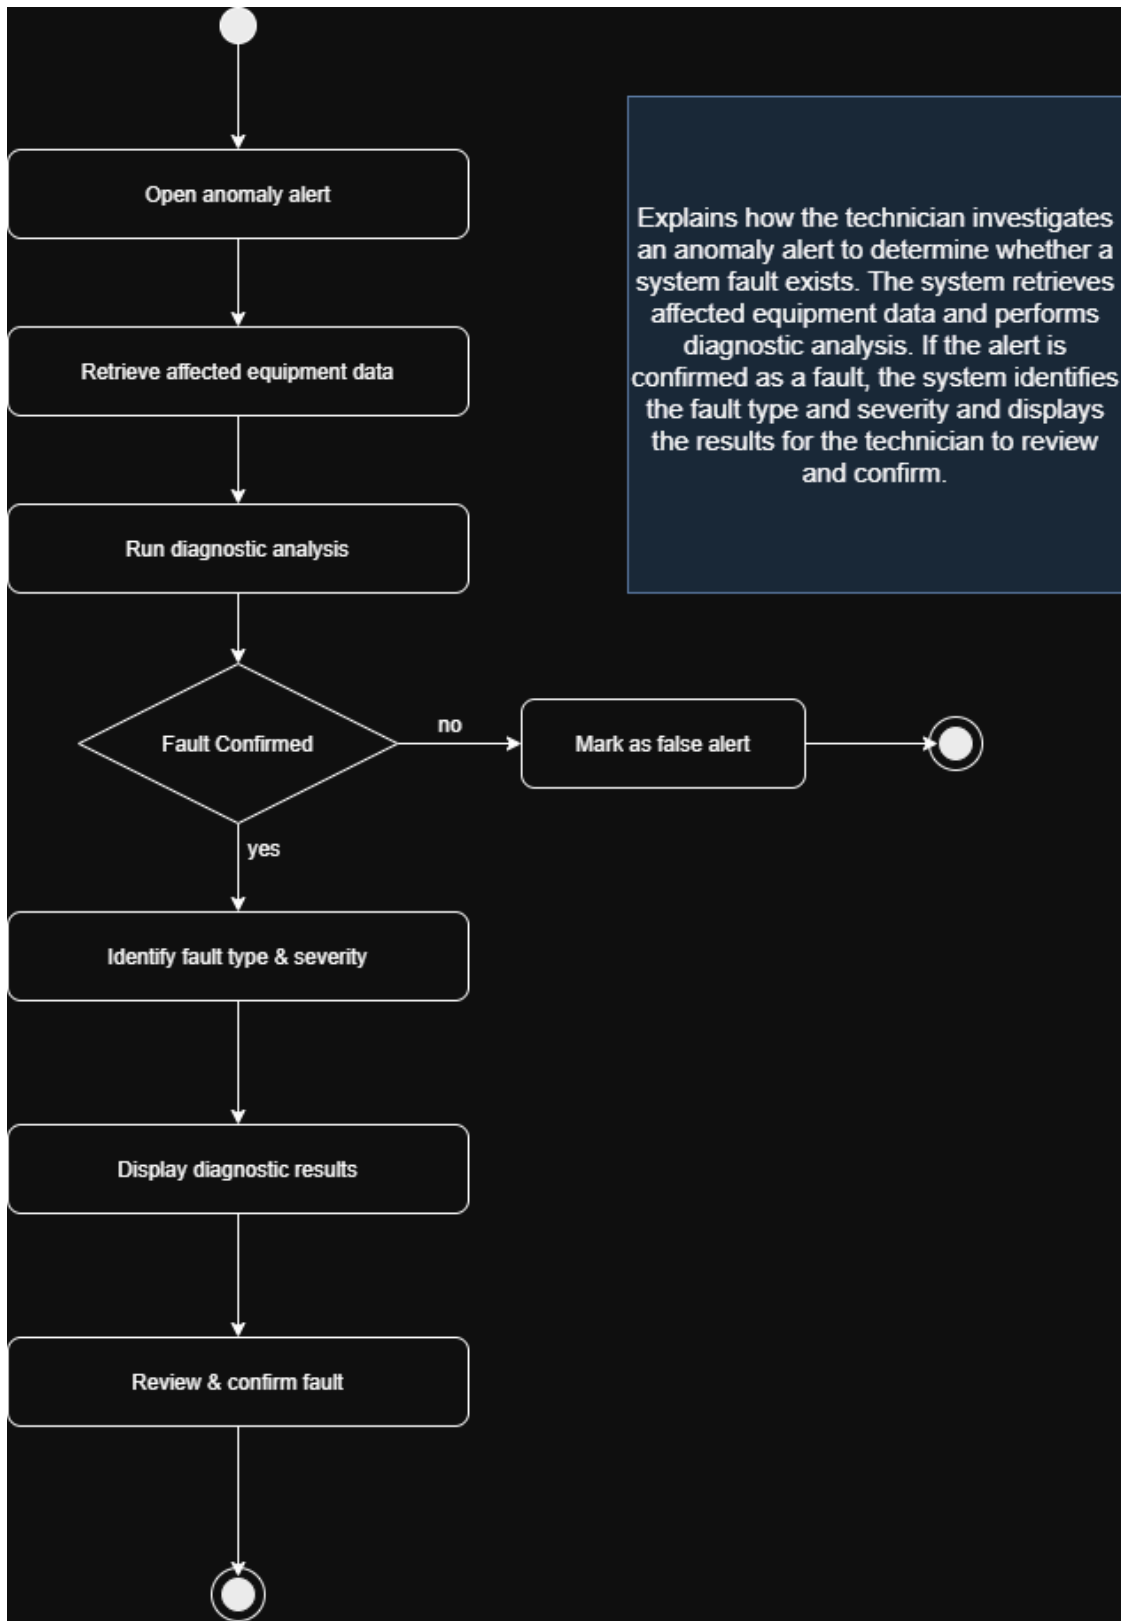 Open anomaly alert
Explains how the technician investigates
an anomaly alert to determine whether a
system fault exists. The system retrieves
affected equipment data and performs
diagnostic analysis. If the alert is
confirmed as a fault, the system identifies
the fault type and severity and displays
the results for the technician to review
and confirm.
Retrieve affected equipment data
Run diagnostic analysis
Fault Confirmed
no
Mark as false alert
yes
Identify fault type & severity
Display diagnostic results
Review & confirm fault